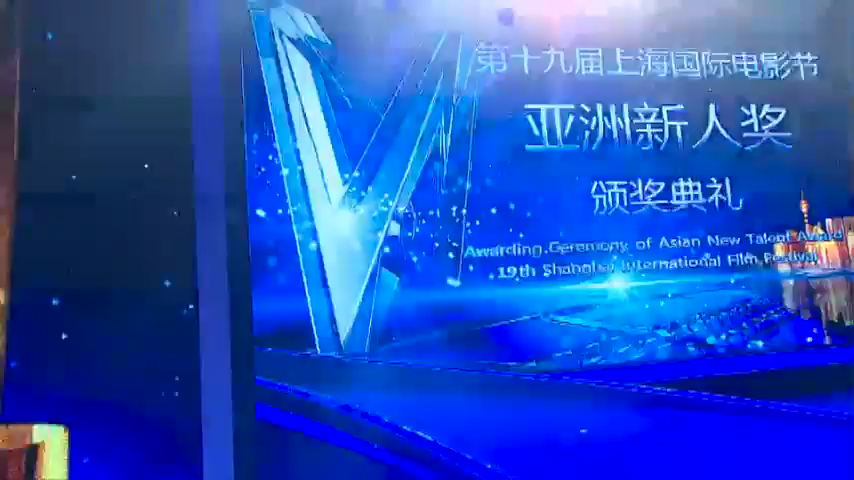 第十九届上海国际电影节
亚洲新人奖
颁奖典礼
Awarding Ceremony of Asian New Talent Award
19th Shanghai International Film Festival